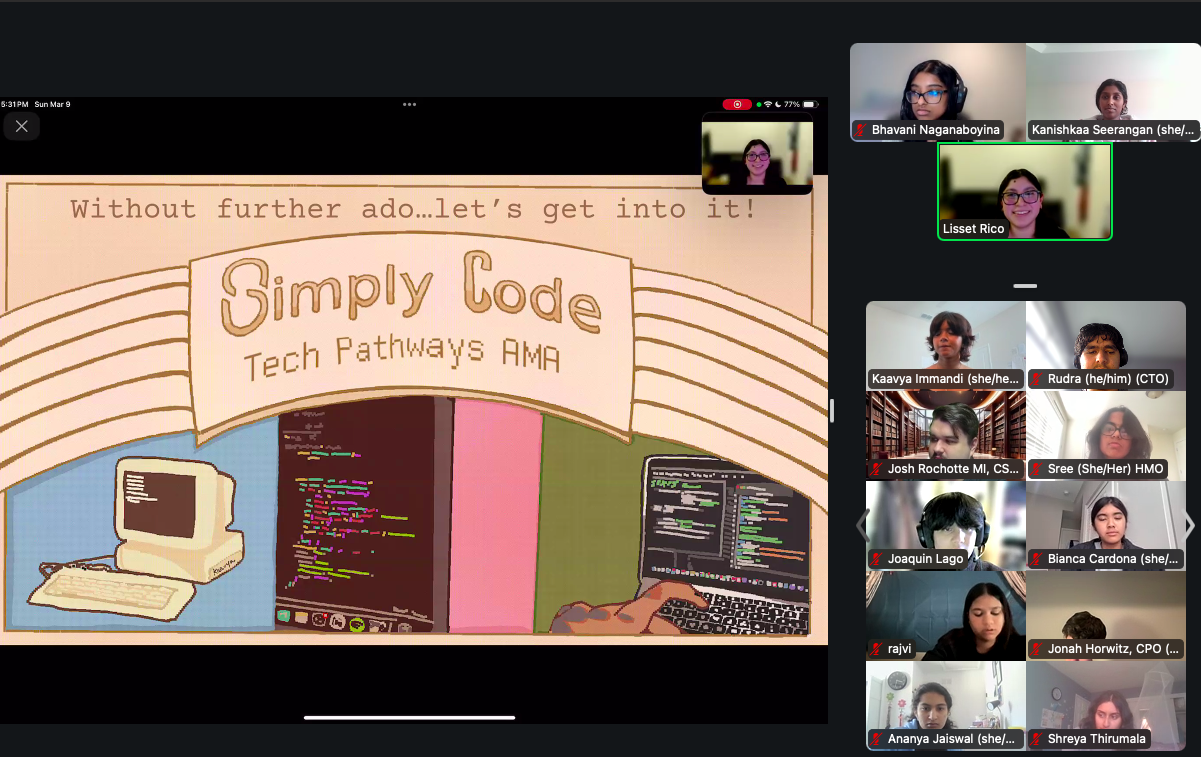 5:31PM Sun Mar 9
77%
Without further ado…let’s get into it!
Simply Code
Tech Pathways AMA
Bhavani Naganaboyina
Kanishkaa Seerangan (she/...
Lisset Rico
Kaavya Immandi (she/he...
Rudra (he/him) (CTO)
Josh Rochotte MI, CS...
Sree (She/Her) HMO
Joaquin Lago
Bianca Cardona (she/...
rajvi
Jonah Horwitz, CPO (...
Ananya Jaiswal (she/...
Shreya Thirumala